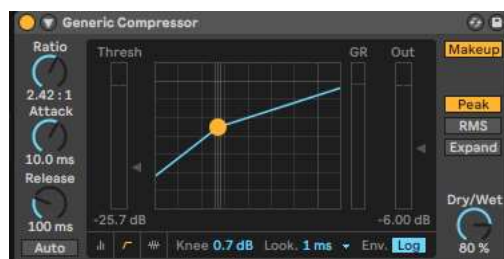 Generic Compressor
Ratio
2.42 : 1
Attack
10.0 ms
Release
100 ms
Auto
Thresh
-25.7 dB
GR
Out
-6.00 dB
Knee 0.7 dB Look. 1 ms Env. Log
Makeup
Peak
RMS
Expand
Dry/Wet
80 %